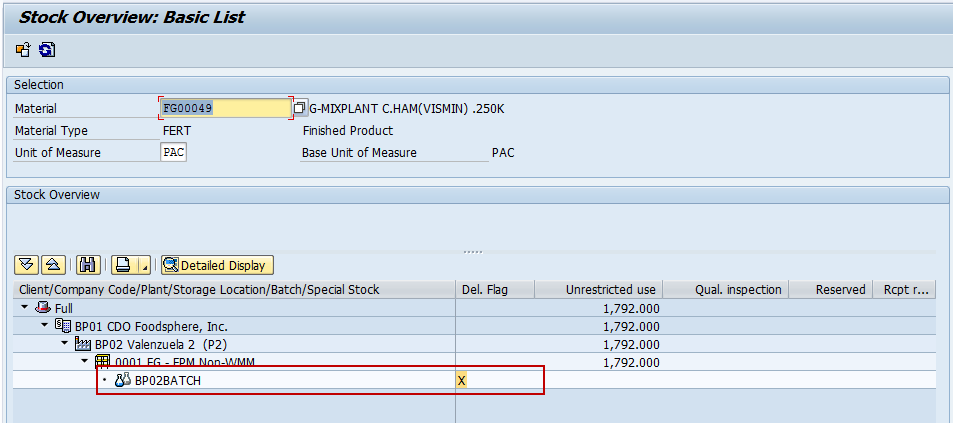 Stock Overview: Basic List
Selection
Material FG00049 G-MIXPLANT C.HAM(VISMIN) .250K
Material Type FERT Finished Product
Unit of Measure PAC Base Unit of Measure PAC
Stock Overview
Detailed Display
Client/Company Code/Plant/Storage Location/Batch/Special Stock Del. Flag Unrestricted use Qual. inspection Reserved Rcpt r...
Full 1,792.000
BP01 CDO Foodsphere, Inc. 1,792.000
BP02 Valenzuela 2 (P2) 1,792.000
0001 FG - FPM Non-WMM 1,792.000
BP02BATCH X